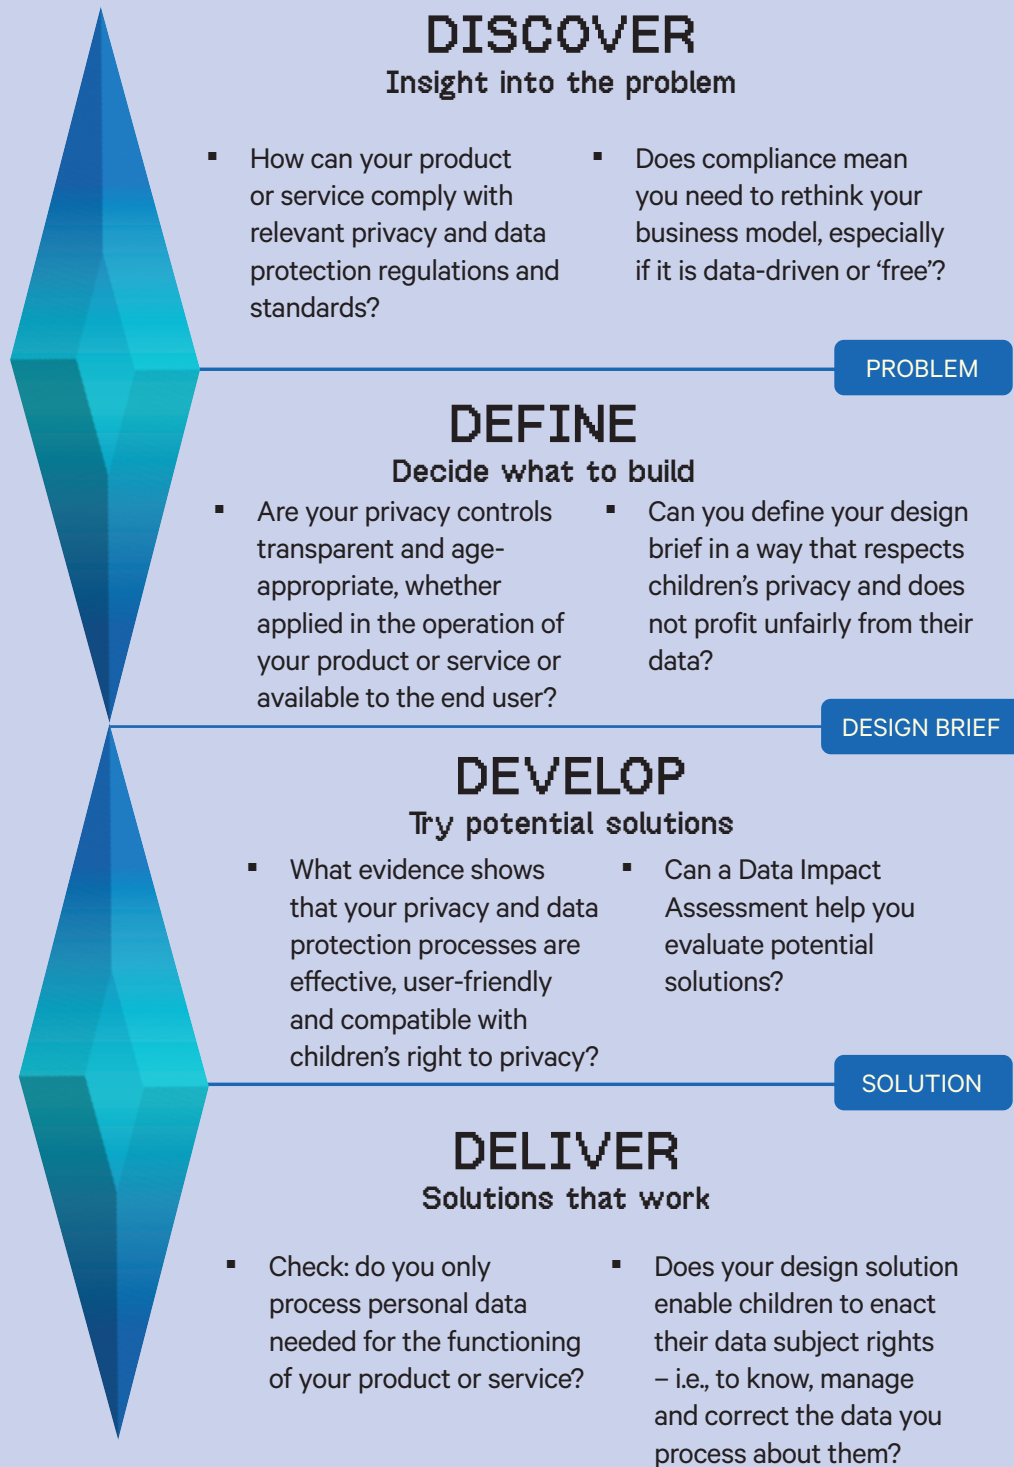 DISCOVER
Insight into the problem
▪ How can your product
or service comply with
relevant privacy and data
protection regulations and
standards?
▪ Does compliance mean
you need to rethink your
business model, especially
if it is data-driven or ‘free’?
PROBLEM
DEFINE
Decide what to build
▪ Are your privacy controls
transparent and age-
appropriate, whether
applied in the operation of
your product or service or
available to the end user?
▪ Can you define your design
brief in a way that respects
children’s privacy and does
not profit unfairly from their
data?
DESIGN BRIEF
DEVELOP
Try potential solutions
▪ What evidence shows
that your privacy and data
protection processes are
effective, user-friendly
and compatible with
children’s right to privacy?
▪ Can a Data Impact
Assessment help you
evaluate potential
solutions?
SOLUTION
DELIVER
Solutions that work
▪ Check: do you only
process personal data
needed for the functioning
of your product or service?
▪ Does your design solution
enable children to enact
their data subject rights
– i.e., to know, manage
and correct the data you
process about them?